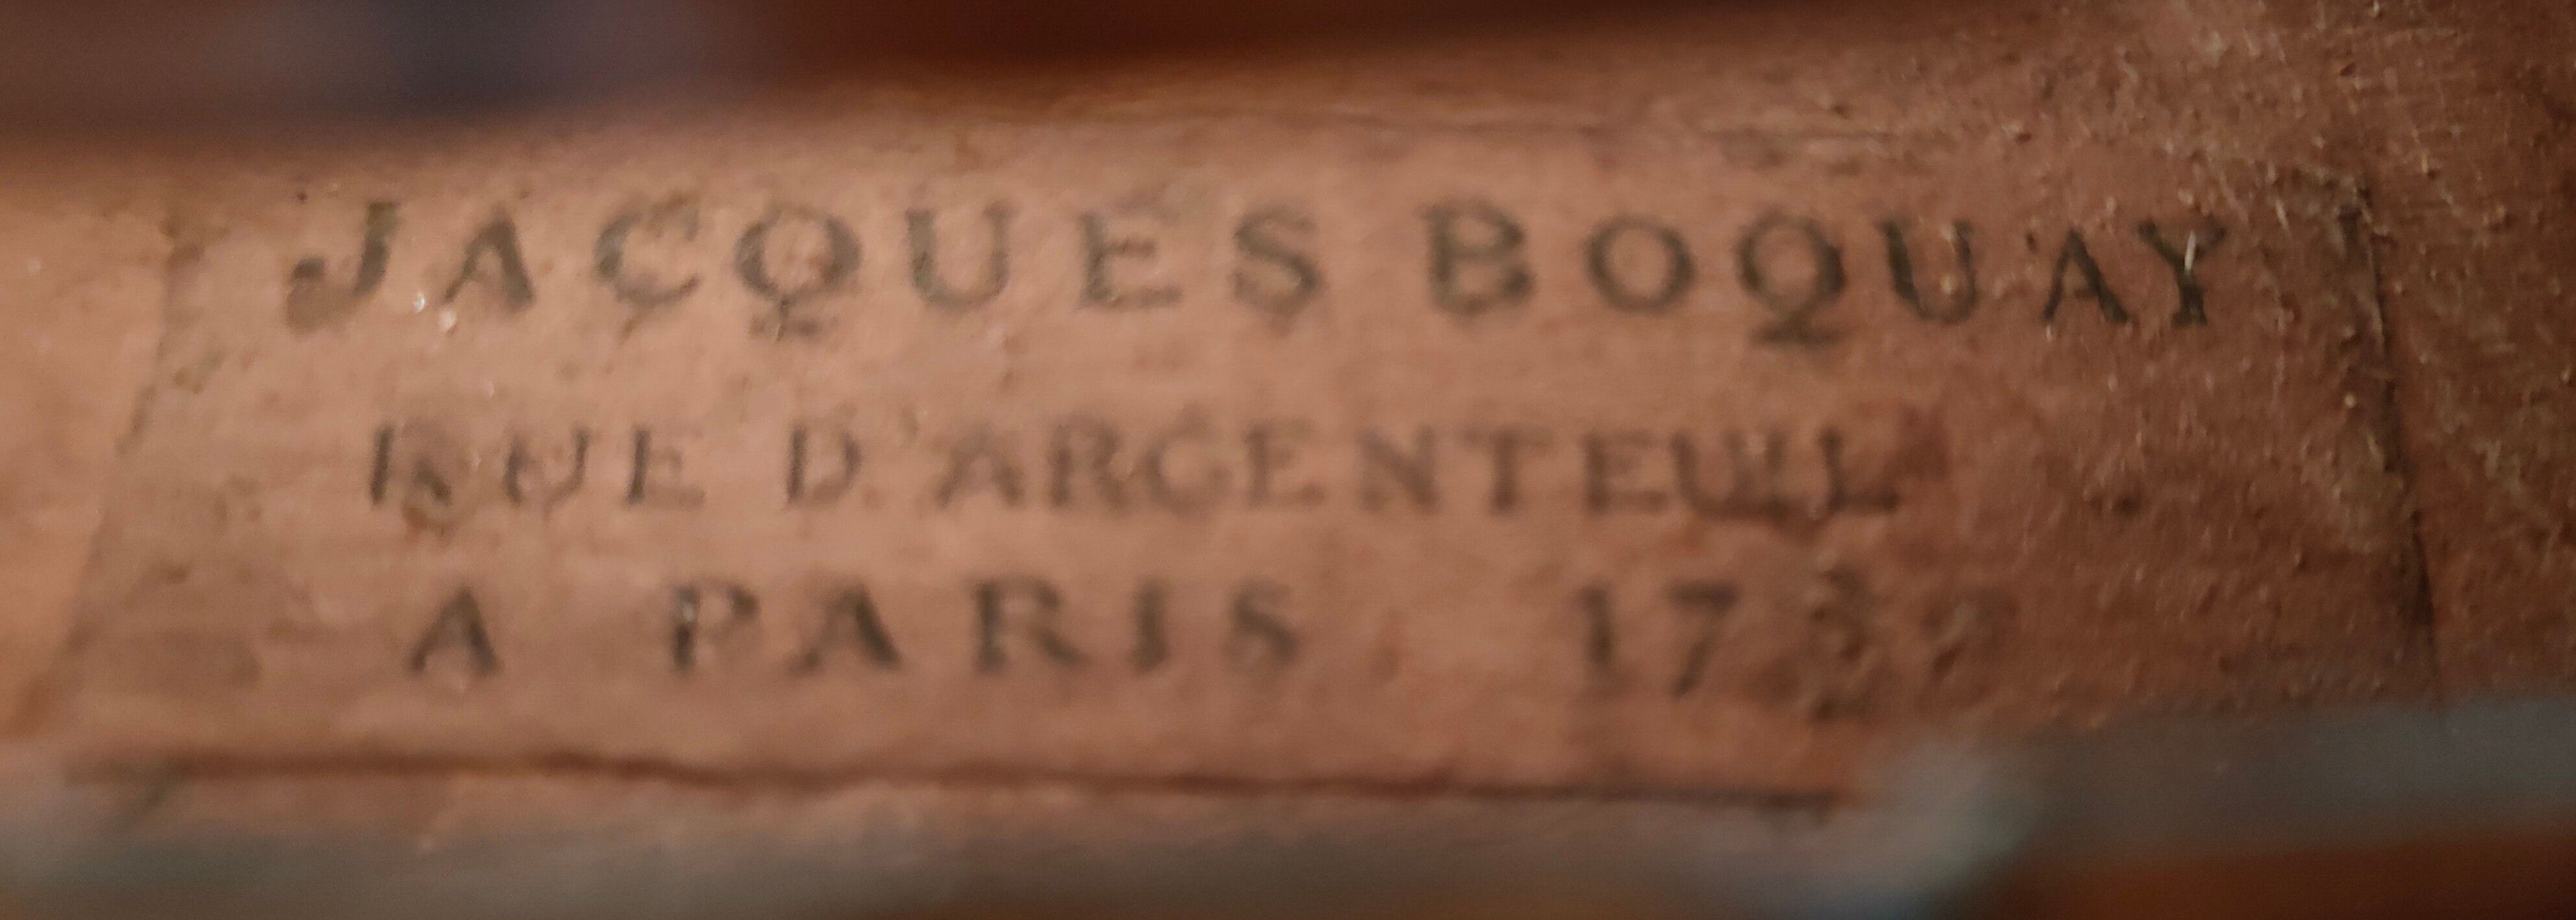 JACQUES BOQUAY
RUE D'ARGENTEUIL
A PARIS